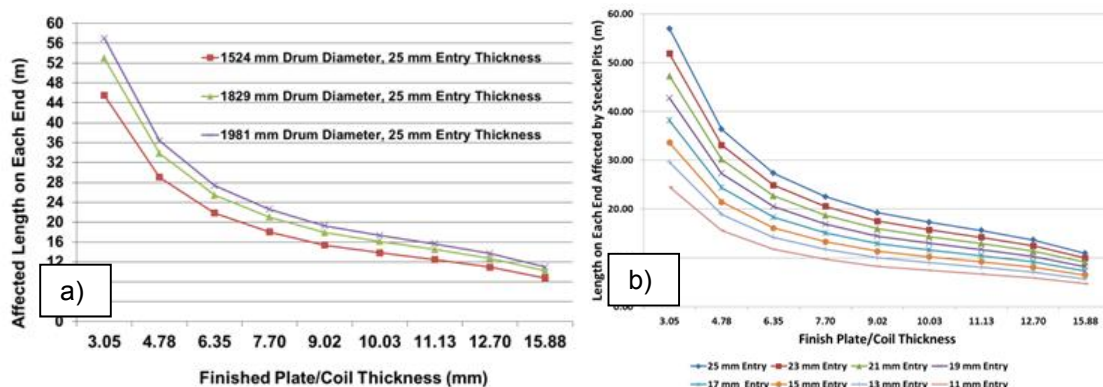 60
56
52
48
44
40
36
32
28
24
20
16
12
0
Affected Length on Each End (m)
1524 mm Drum Diameter, 25 mm Entry Thickness
1829 mm Drum Diameter, 25 mm Entry Thickness
1981 mm Drum Diameter, 25 mm Entry Thickness
a)
3.05 4.78 6.35 7.70 9.02 10.03 11.13 12.70 15.88
Finished Plate/Coil Thickness (mm)
60.00
50.00
40.00
30.00
20.00
0.00
Length on Each End Affected by Steckel Pits (m)
b)
3.05 4.78 6.35 7.70 9.02 10.03 11.13 12.70 15.88
Finish Plate/Coil Thickness
25 mm Entry 23 mm Entry 21 mm Entry 19 mm Entry
17 mm Entry 15 mm Entry 13 mm Entry 11 mm Entry